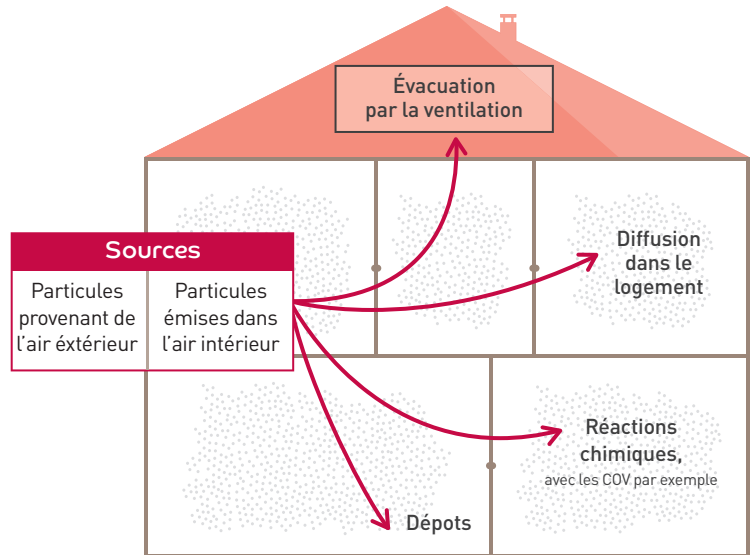 Évacuation
par la ventilation
Sources
Particules
provenant de
l'air éxtérieur
Particules
émises dans
l'air intérieur
Diffusion
dans le
logement
Réactions
chimiques,
avec les COV par exemple
Dépots